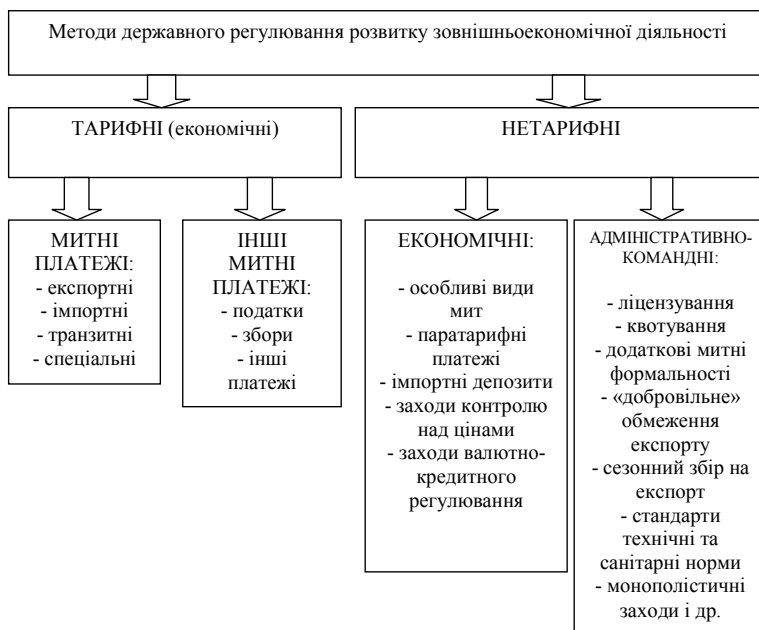 Методи державного регулювання розвитку зовнішньоекономічної діяльності
ТАРИФНІ (економічні)
НЕТАРИФНІ
МИТНІ
ПЛАТЕЖІ:
- експортні
- імпортні
- транзитні
- спеціальні
ІНШІ
МИТНІ
ПЛАТЕЖІ:
- податки
- збори
- інші
платежі
ЕКОНОМІЧНІ:
- особливі види
мит
- паратарифні
платежі
- імпортні депозити
- заходи контролю
над цінами
- заходи валютно-
кредитного
регулювання
АДМІНІСТРАТИВНО-
КОМАНДНІ:
- ліцензування
- квотування
- додаткові митні
формальності
- «добровільне»
обмеження
експорту
- сезонний збір на
експорт
- стандарти
технічні та
санітарні норми
- монополістичні
заходи і др.